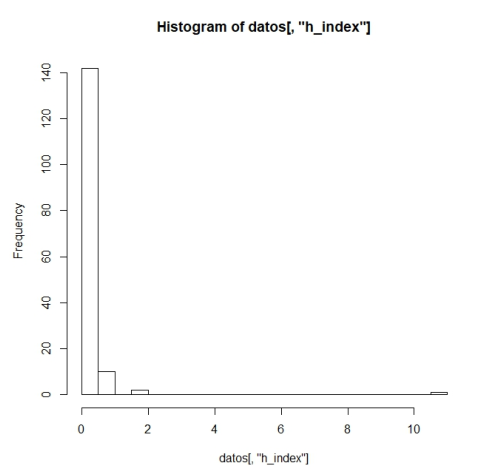 Histogram of datos[, "h_index"]
Frequency
140
120
100
80
60
40
20
0
0 2 4 6 8 10
datos[, "h_index"]